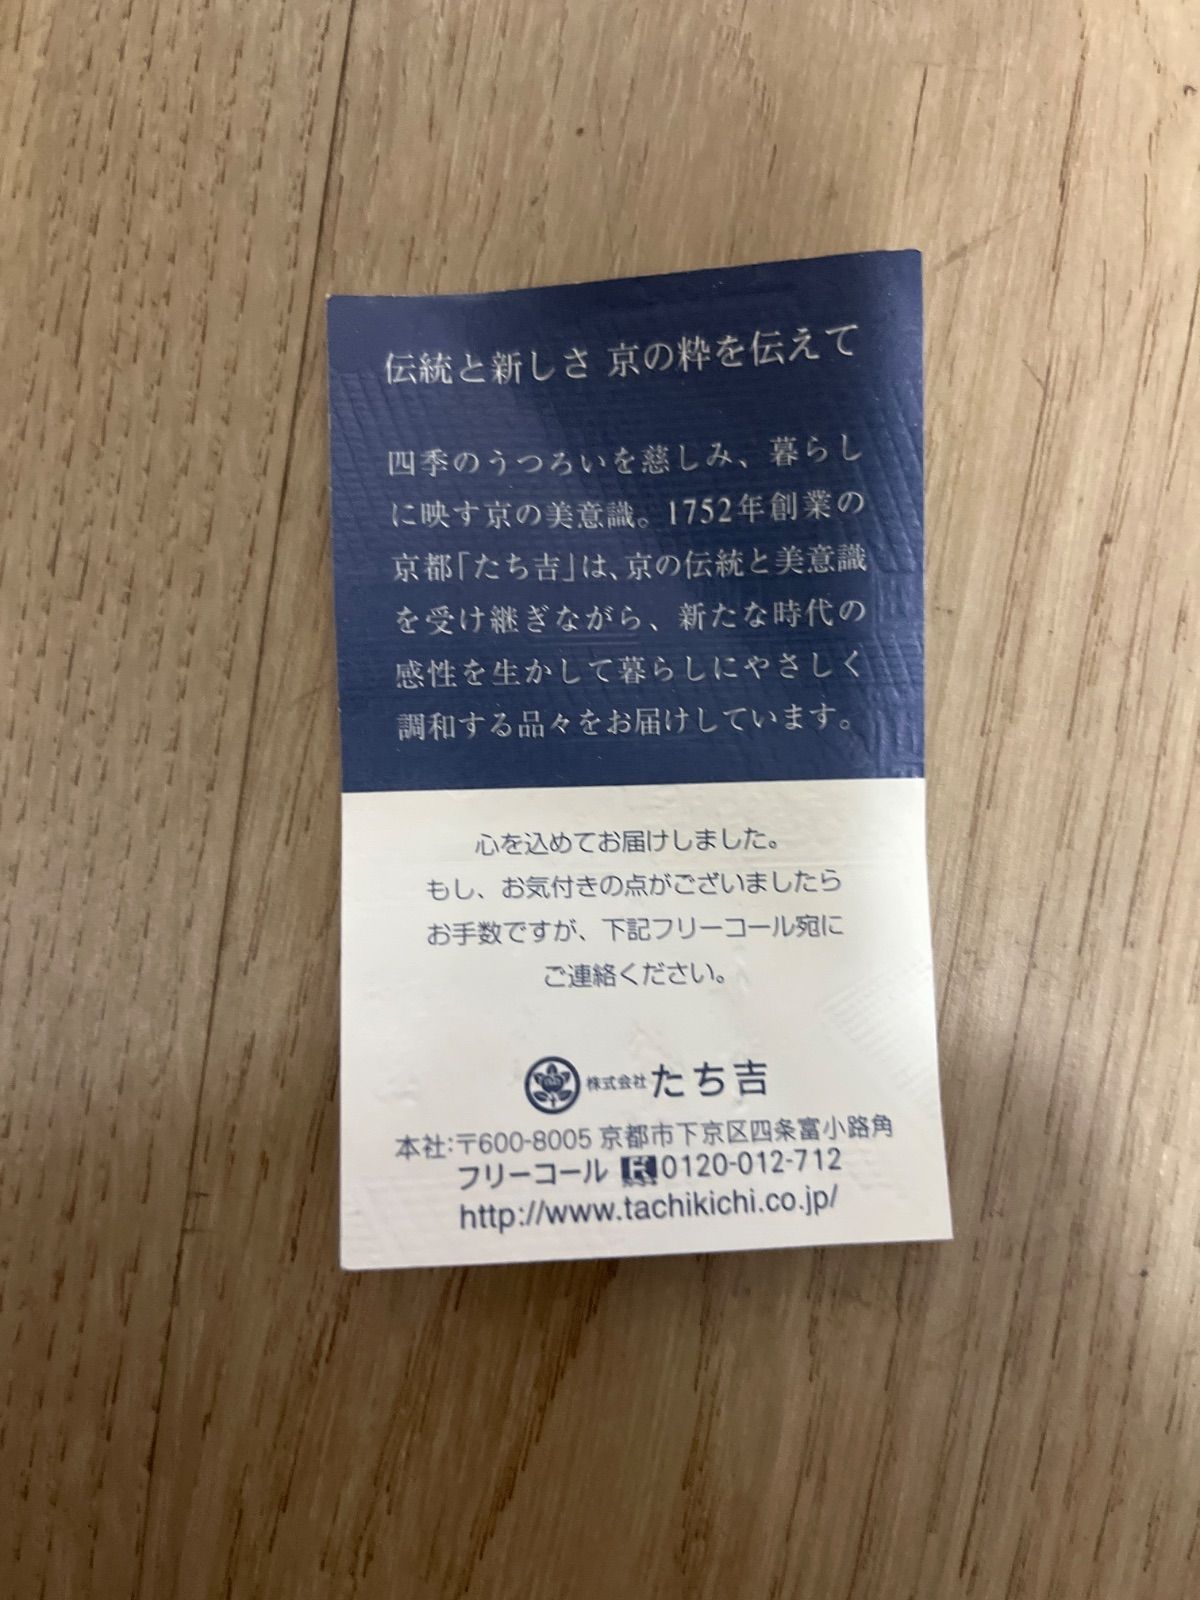 伝統と新しさ 京の粋を伝えて
四季のうつろいを慈しみ、暮らし
に映す京の美意識。1752年創業の
京都「たち吉」は、京の伝統と美意識
を受け継ぎながら、新たな時代の
感性を生かして暮らしにやさしく
調和する品々をお届けしています。
心を込めてお届けしました。
もし、お気付きの点がございましたら
お手数ですが、下記フリーコール宛に
ご連絡ください。
株式会社 たち吉
本社:〒600-8005 京都市下京区四条富小路角
フリーコール 0120-012-712
http://www.tachikichi.co.jp/